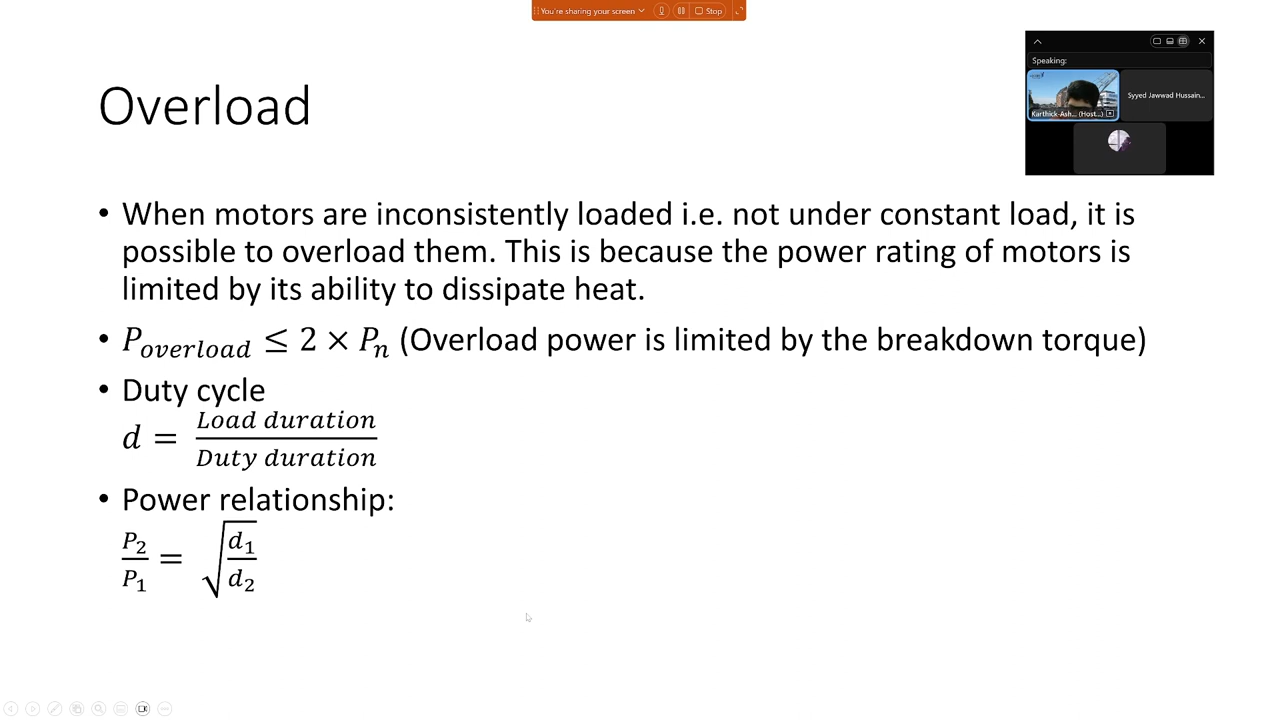 You're sharing your screen
Stop
Speaking:
Karthick-Ash... (Host...)
Syyed Jawwad Hussain...
Overload
• When motors are inconsistently loaded i.e. not under constant load, it is
possible to overload them. This is because the power rating of motors is
limited by its ability to dissipate heat.
• P_overload ≤ 2 × P_n (Overload power is limited by the breakdown torque)
• Duty cycle
d = Load duration / Duty duration
• Power relationship:
P_2 / P_1 = √(d_1 / d_2)